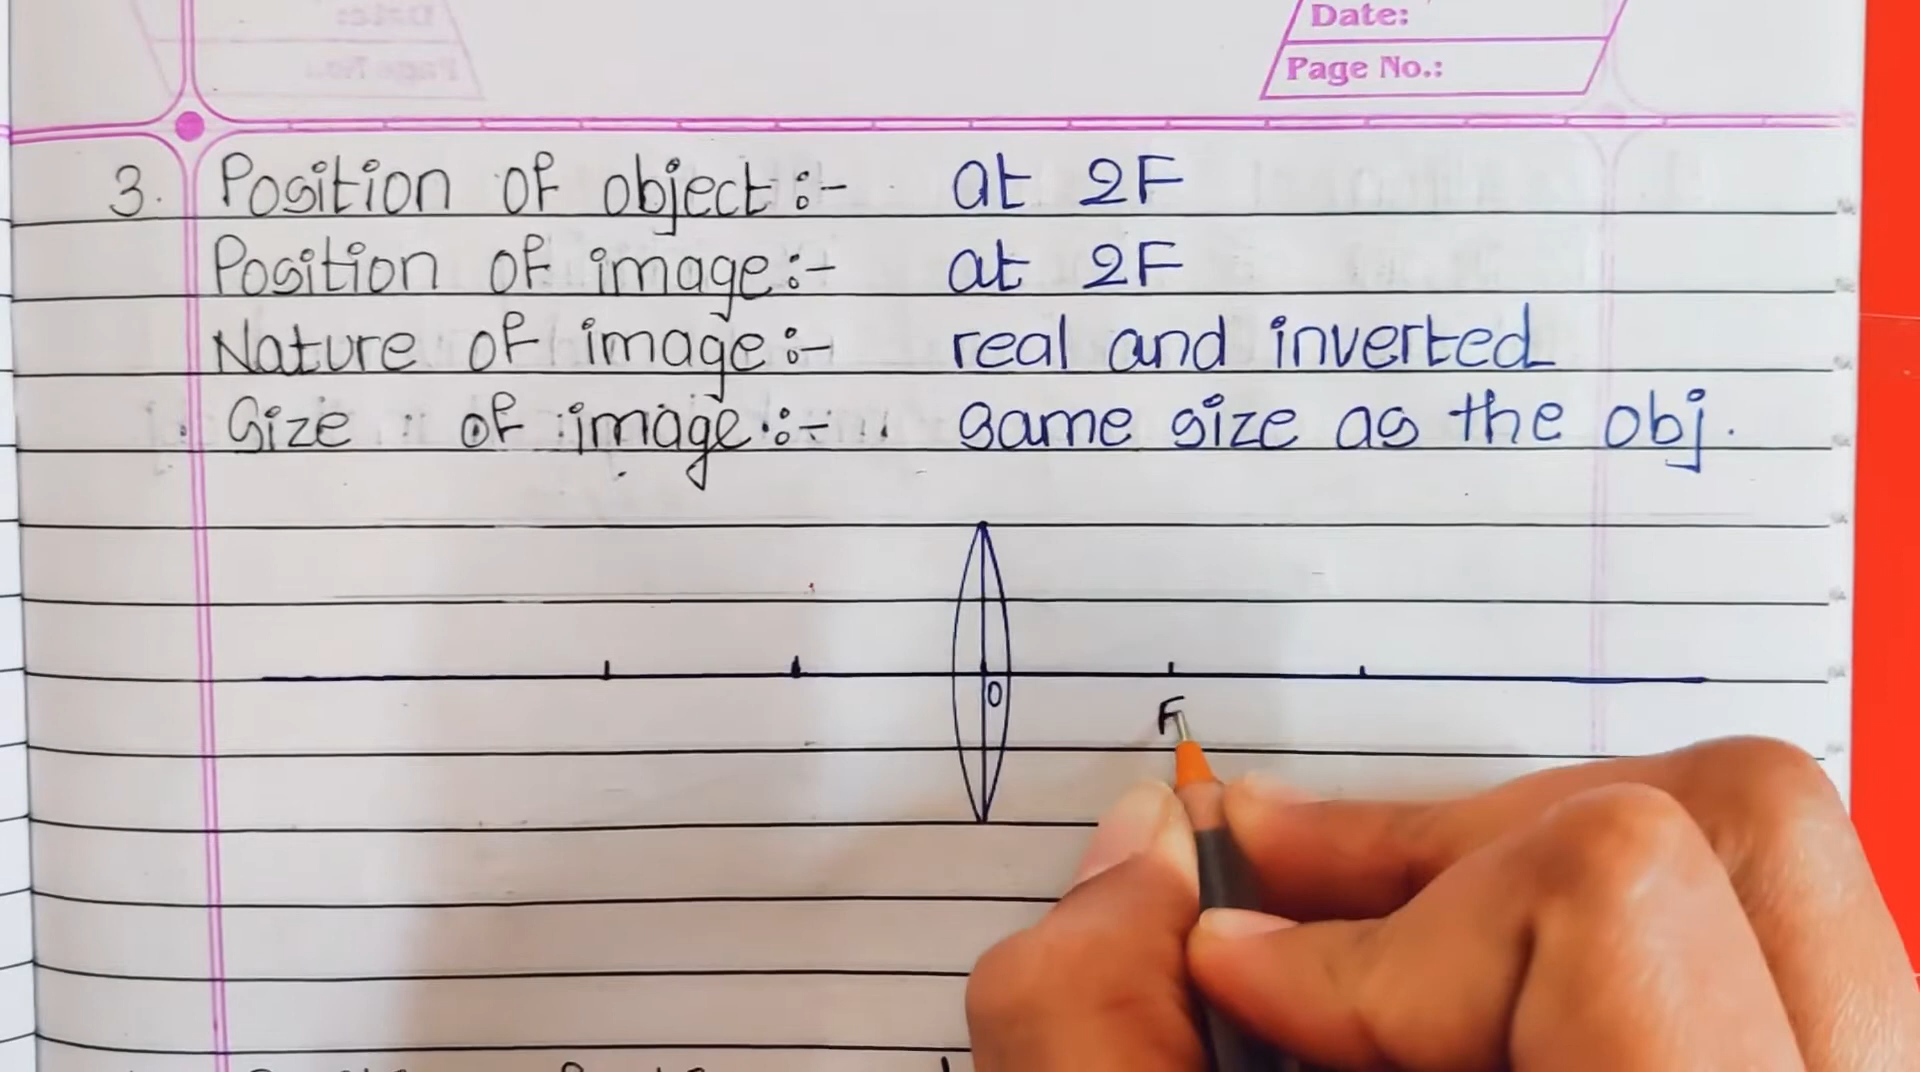 Date:
Page No.:
3. Position of object:- at 2F
Position of image:- at 2F
Nature of image:- real and inverted
Size of image:- same size as the obj.
O
F